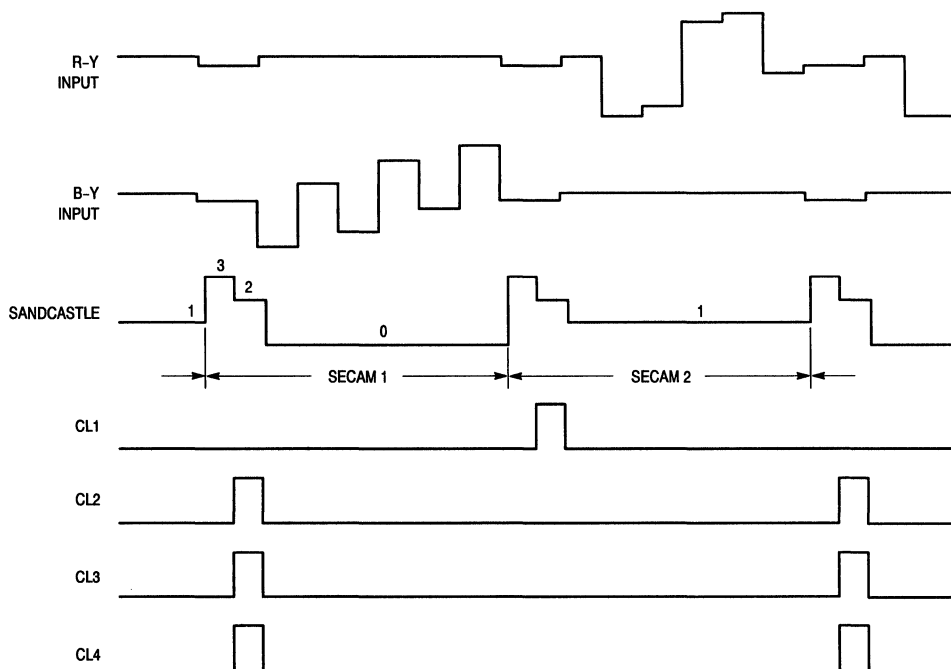 R–Y
INPUT
B–Y
INPUT
3
2
SANDCASTLE
1
0
1
SECAM 1
SECAM 2
CL1
CL2
CL3
CL4